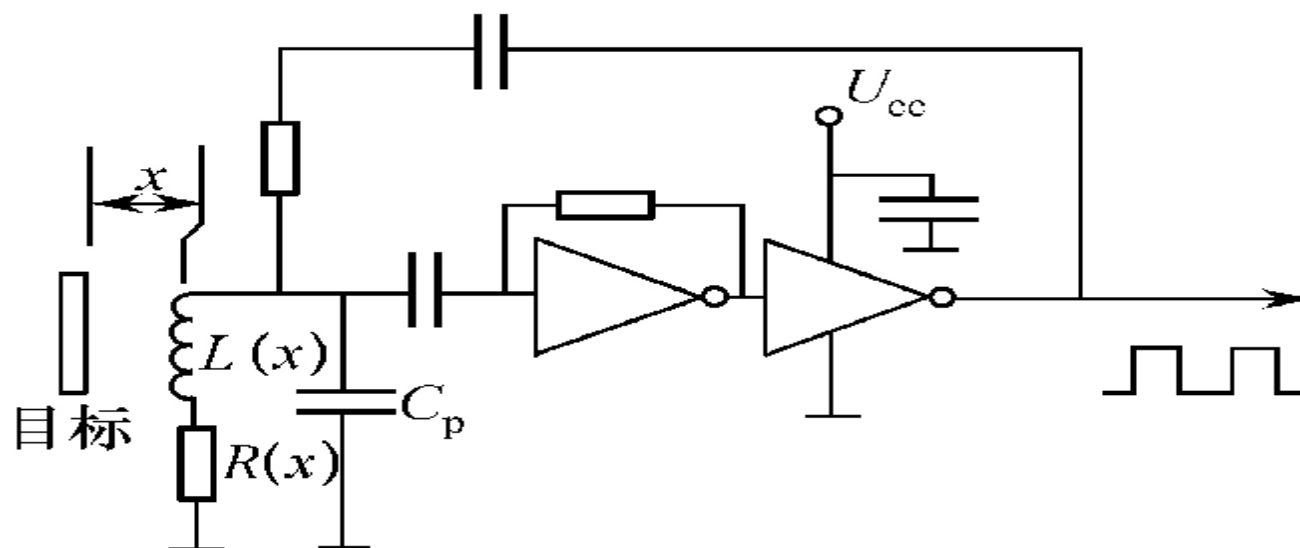 U_cc
x
L(x)
C_p
目标
R(x)